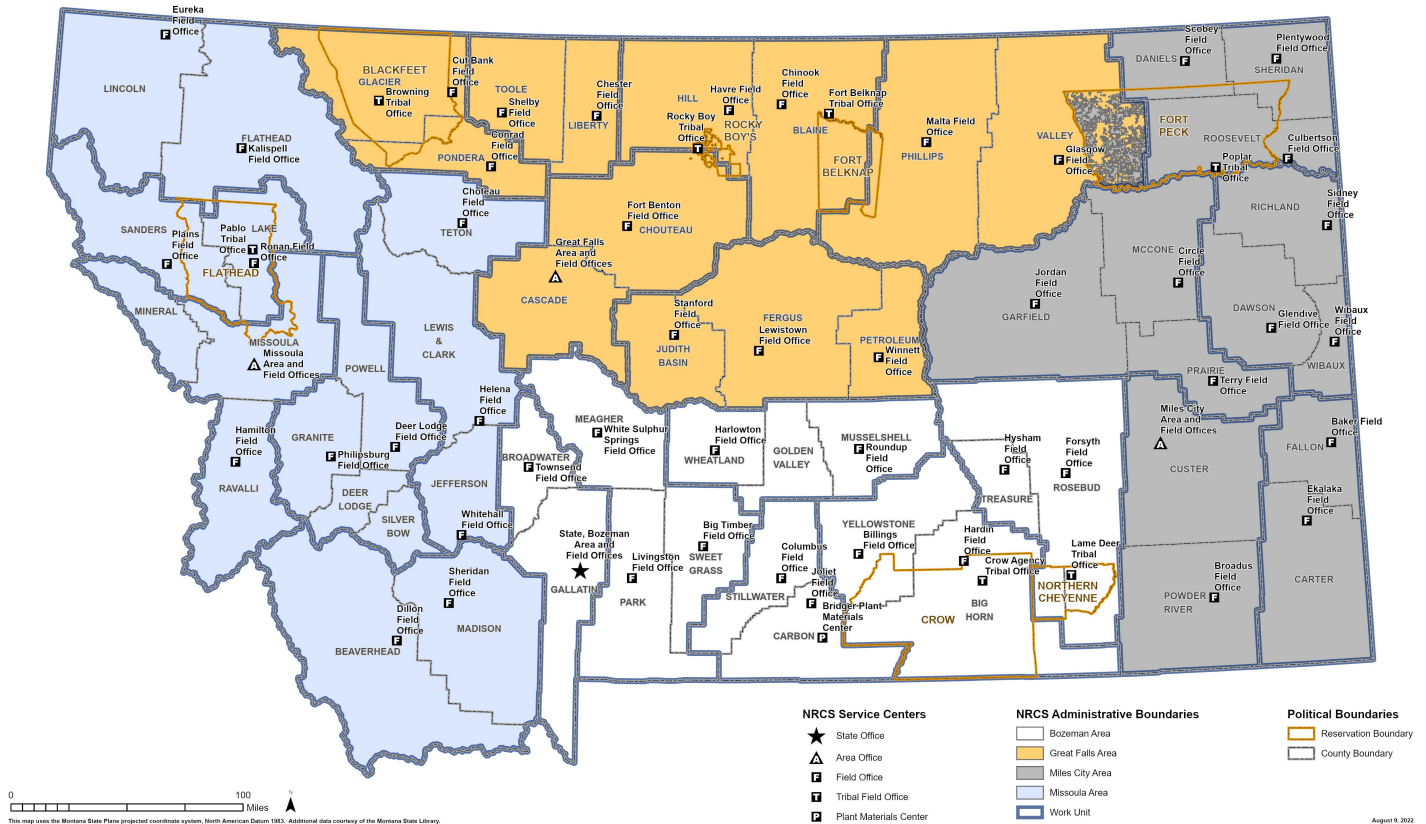 Eureka
Field
Office
LINCOLN
FLATHEAD
Kalispell
Field Office
BLACKFEET
GLACIER
Browning
Tribal
Office
Cut Bank
Field
Office
TOOLE
Shelby
Field
Office
Conrad
Field
Office
PONDERA
Chester
Field
Office
LIBERTY
HILL
Havre Field
Office
Rocky Boy
Tribal
Office
ROCKY
BOY'S
Chinook
Field
Office
BLAINE
Fort Belknap
Tribal Office
FORT
BELKNAP
Malta Field
Office
PHILLIPS
VALLEY
Glasgow
Field
Office
Scobey
Field
Office
DANIELS
Plentywood
Field Office
SHERIDAN
FORT
PECK
ROOSEVELT
Culbertson
Field Office
Poplar
Tribal
Office
Sidney
Field
Office
RICHLAND
SANDERS
Plains
Field
Office
Pablo
Tribal
Office
LAKE
Ronan Field
Office
FLATHEAD
Choteau
Field
Office
TETON
Fort Benton
Field Office
CHOUTEAU
Great Falls
Area and
Field Offices
CASCADE
MCCONE
Circle
Field
Office
Jordan
Field
Office
GARFIELD
DAWSON
Glendive
Field Office
Wibaux
Field
Office
WIBAUX
MINERAL
MISSOULA
Missoula
Area and
Field Offices
POWELL
LEWIS
&
CLARK
Stanford
Field
Office
JUDITH
BASIN
FERGUS
Lewistown
Field Office
PETROLEUM
Winnett
Field
Office
PRAIRIE
Terry Field
Office
Miles City
Area and
Field Offices
CUSTER
Baker Field
Office
FALLON
Hamilton
Field
Office
RAVALLI
GRANITE
Philipsburg
Field Office
Deer Lodge
Field Office
DEER
LODGE
SILVER
BOW
Helena
Field
Office
JEFFERSON
Whitehall
Field Office
BROADWATER
Townsend
Field Office
MEAGHER
White Sulphur
Springs
Field Office
Harlowton
Field Office
WHEATLAND
GOLDEN
VALLEY
MUSSELSHELL
Roundup
Field
Office
Hysham
Field
Office
TREASURE
Forsyth
Field
Office
ROSEBUD
Ekalaka
Field
Office
CARTER
Sheridan
Field
Office
MADISON
Dillon
Field
Office
BEAVERHEAD
State, Bozeman
Area and
Field Offices
GALLATIN
Livingston
Field Office
PARK
Big Timber
Field Office
SWEET
GRASS
Columbus
Field
Office
STILLWATER
Joliet
Field
Office
Bridger Plant
Materials
Center
CARBON
YELLOWSTONE
Billings
Field Office
Hardin
Field
Office
Crow Agency
Tribal Office
CROW
BIG
HORN
Lame Deer
Tribal
Office
NORTHERN
CHEYENNE
Broadus
Field
Office
POWDER
RIVER
NRCS Service Centers
State Office
A Area Office
F Field Office
T Tribal Field Office
P Plant Materials Center
NRCS Administrative Boundaries
Bozeman Area
Great Falls Area
Miles City Area
Missoula Area
Work Unit
Political Boundaries
Reservation Boundary
County Boundary
0 100
Miles
N
This map uses the Montana State Plane projected coordinate system, North American Datum 1983. Additional data courtesy of the Montana State Library.
August 9, 2022